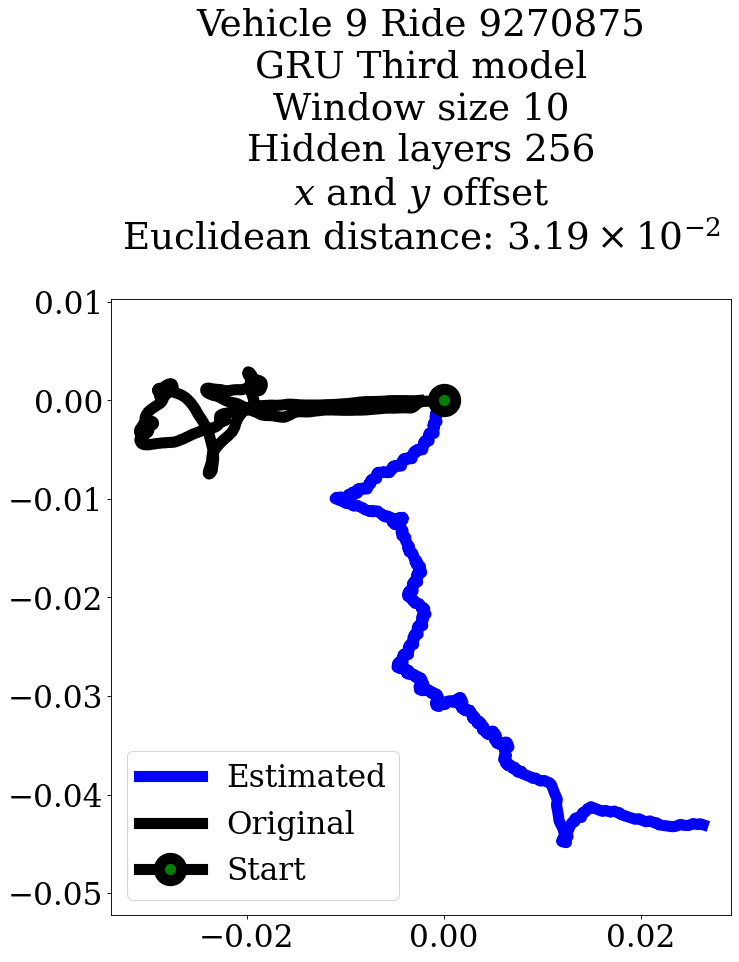 Vehicle 9 Ride 9270875
GRU Third model
Window size 10
Hidden layers 256
x and y offset
Euclidean distance: 3.19 × 10⁻²
0.01
0.00
−0.01
−0.02
−0.03
−0.04
−0.05
Estimated
Original
Start
−0.02 0.00 0.02